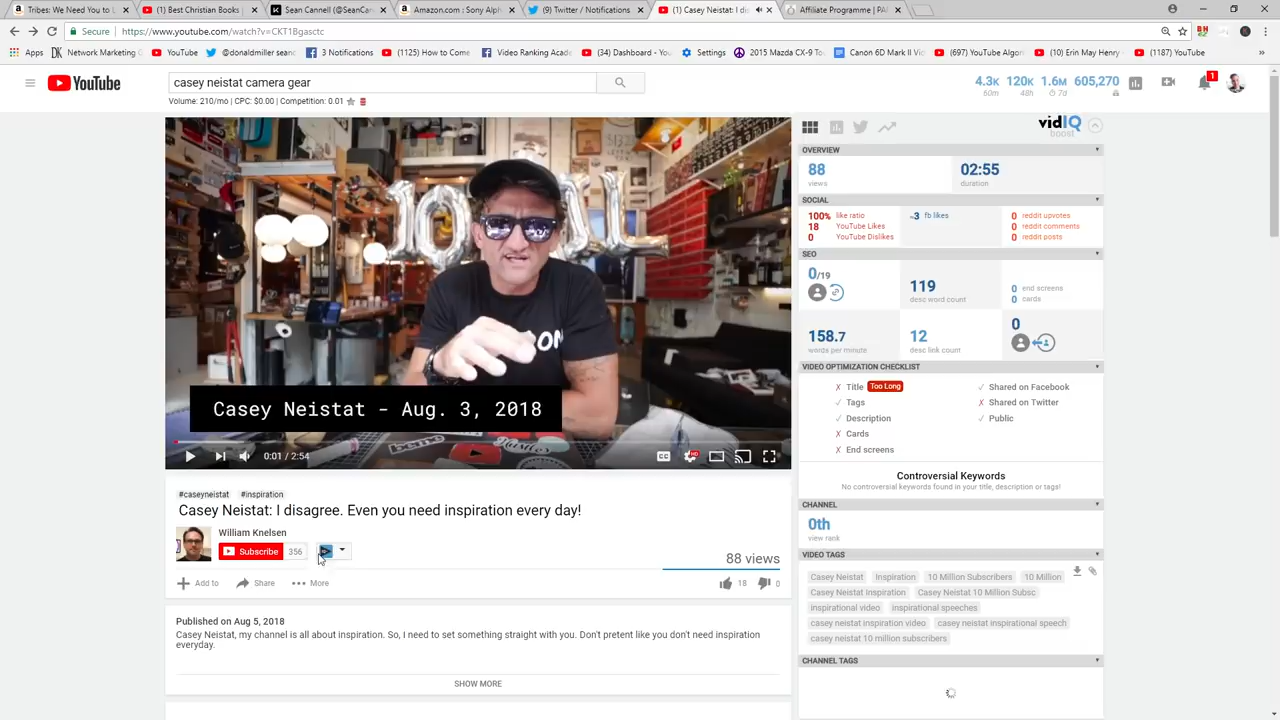 Tribes: We Need You to L
(1) Best Christian Books |
Sean Cannell (@SeanCan
Amazon.com : Sony Alph
(9) Twitter / Notifications
(1) Casey Neistat: I di
Affiliate Programme | PA
Secure
https://www.youtube.com/watch?v=CKT1Bgasctc
Apps
Network Marketing
YouTube
@donaldmiller sean
3 Notifications
(1125) How to Come
Video Ranking Acade
(34) Dashboard - You
Settings
2015 Mazda CX-9 To
Canon 6D Mark II Vid
(697) YouTube Algor
(10) Erin May Henry
(1187) YouTube
YouTube
casey neistat camera gear
4.3K 120K 1.6M 605,270
60m 48h 7d
1
Volume: 210/mo | CPC: $0.00 | Competition: 0.01
vidIQ
boost
OVERVIEW
88
views
02:55
duration
SOCIAL
100% like ratio
18 YouTube Likes
0 YouTube Dislikes
~3 fb likes
0 reddit upvotes
0 reddit comments
0 reddit posts
SEO
0/19
119
desc word count
0 end screens
0 cards
158.7
words per minute
12
desc link count
0
VIDEO OPTIMIZATION CHECKLIST
Title Too Long
Tags
Description
Cards
End screens
Shared on Facebook
Shared on Twitter
Public
Controversial Keywords
No controversial keywords found in your title, description or tags!
CHANNEL
0th
view rank
VIDEO TAGS
Casey Neistat Inspiration 10 Million Subscribers 10 Million
Casey Neistat Inspiration Casey Neistat 10 Million Subsc
inspirational video inspirational speeches
casey neistat inspiration video casey neistat inspirational speech
casey neistat 10 million subscribers
CHANNEL TAGS
Casey Neistat - Aug. 3, 2018
0:01 / 2:54
CC
HD
#caseyneistat #inspiration
Casey Neistat: I disagree. Even you need inspiration every day!
William Knelsen
Subscribe 356
88 views
Add to Share More
18 0
Published on Aug 5, 2018
Casey Neistat, my channel is all about inspiration. So, I need to set something straight with you. Don't pretend like you don't need inspiration
everyday.
SHOW MORE